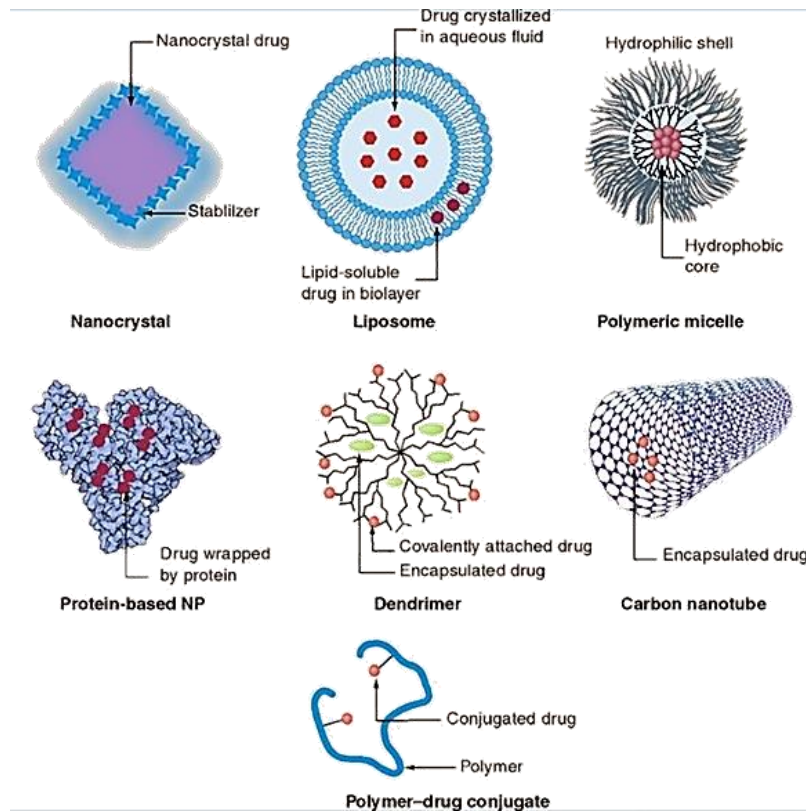 Nanocrystal drug
Stablilzer
Nanocrystal
Drug crystallized
in aqueous fluid
Lipid-soluble
drug in biolayer
Liposome
Hydrophilic shell
Hydrophobic
core
Polymeric micelle
Drug wrapped
by protein
Protein-based NP
Covalently attached drug
Encapsulated drug
Dendrimer
Encapsulated drug
Carbon nanotube
Conjugated drug
Polymer
Polymer–drug conjugate